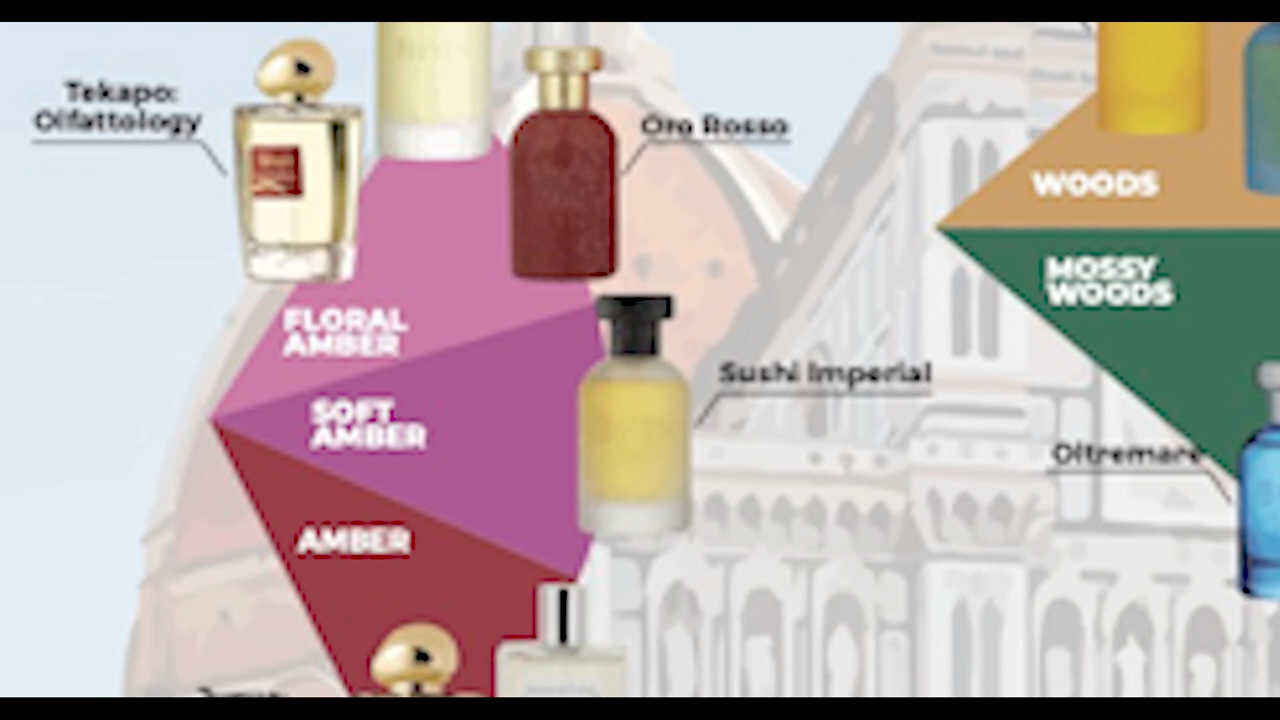 Tekapo:
Olfattology
Oro Rosso
WOODS
MOSSY
WOODS
FLORAL
AMBER
Sushi Imperial
SOFT
AMBER
Oltremare
AMBER